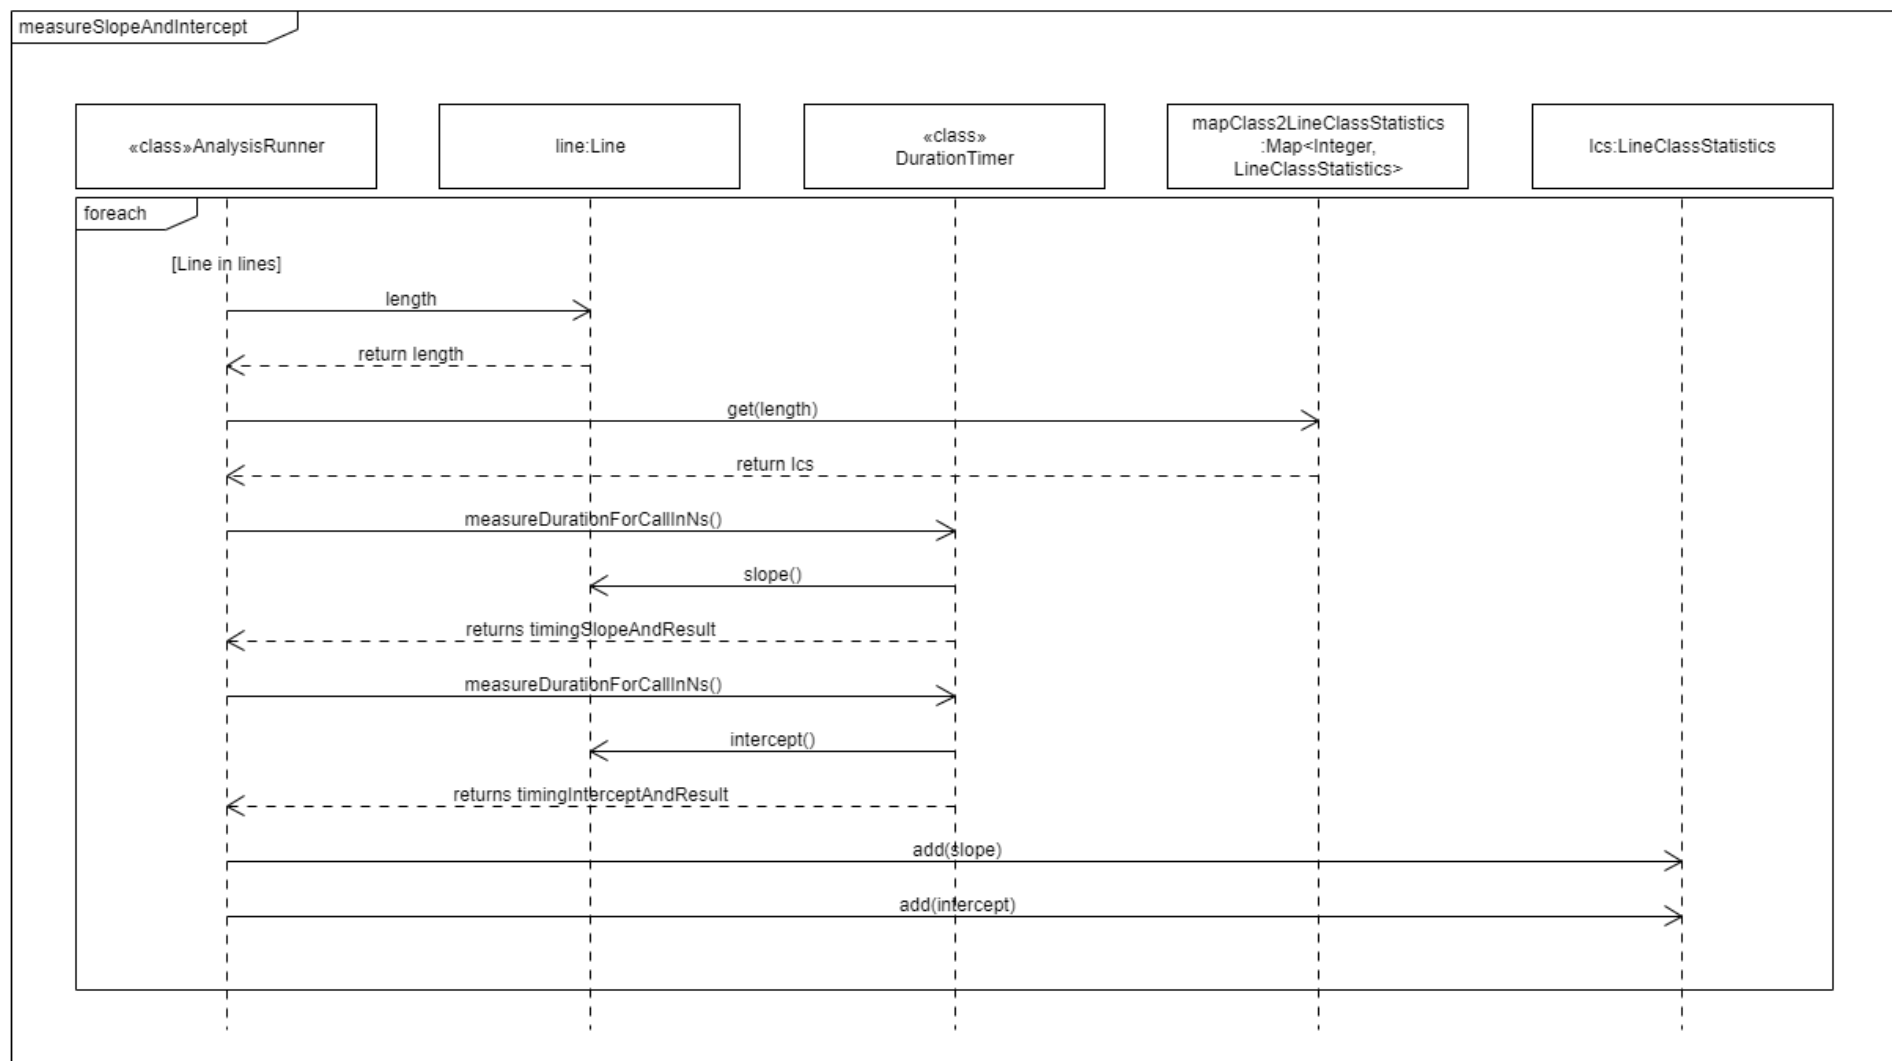 measureSlopeAndIntercept
«class»AnalysisRunner
line:Line
«class»
DurationTimer
mapClass2LineClassStatistics
:Map<Integer,
LineClassStatistics>
lcs:LineClassStatistics
foreach
[Line in lines]
length
return length
get(length)
return lcs
measureDurationForCallInNs()
slope()
returns timingSlopeAndResult
measureDurationForCallInNs()
intercept()
returns timingInterceptAndResult
add(slope)
add(intercept)